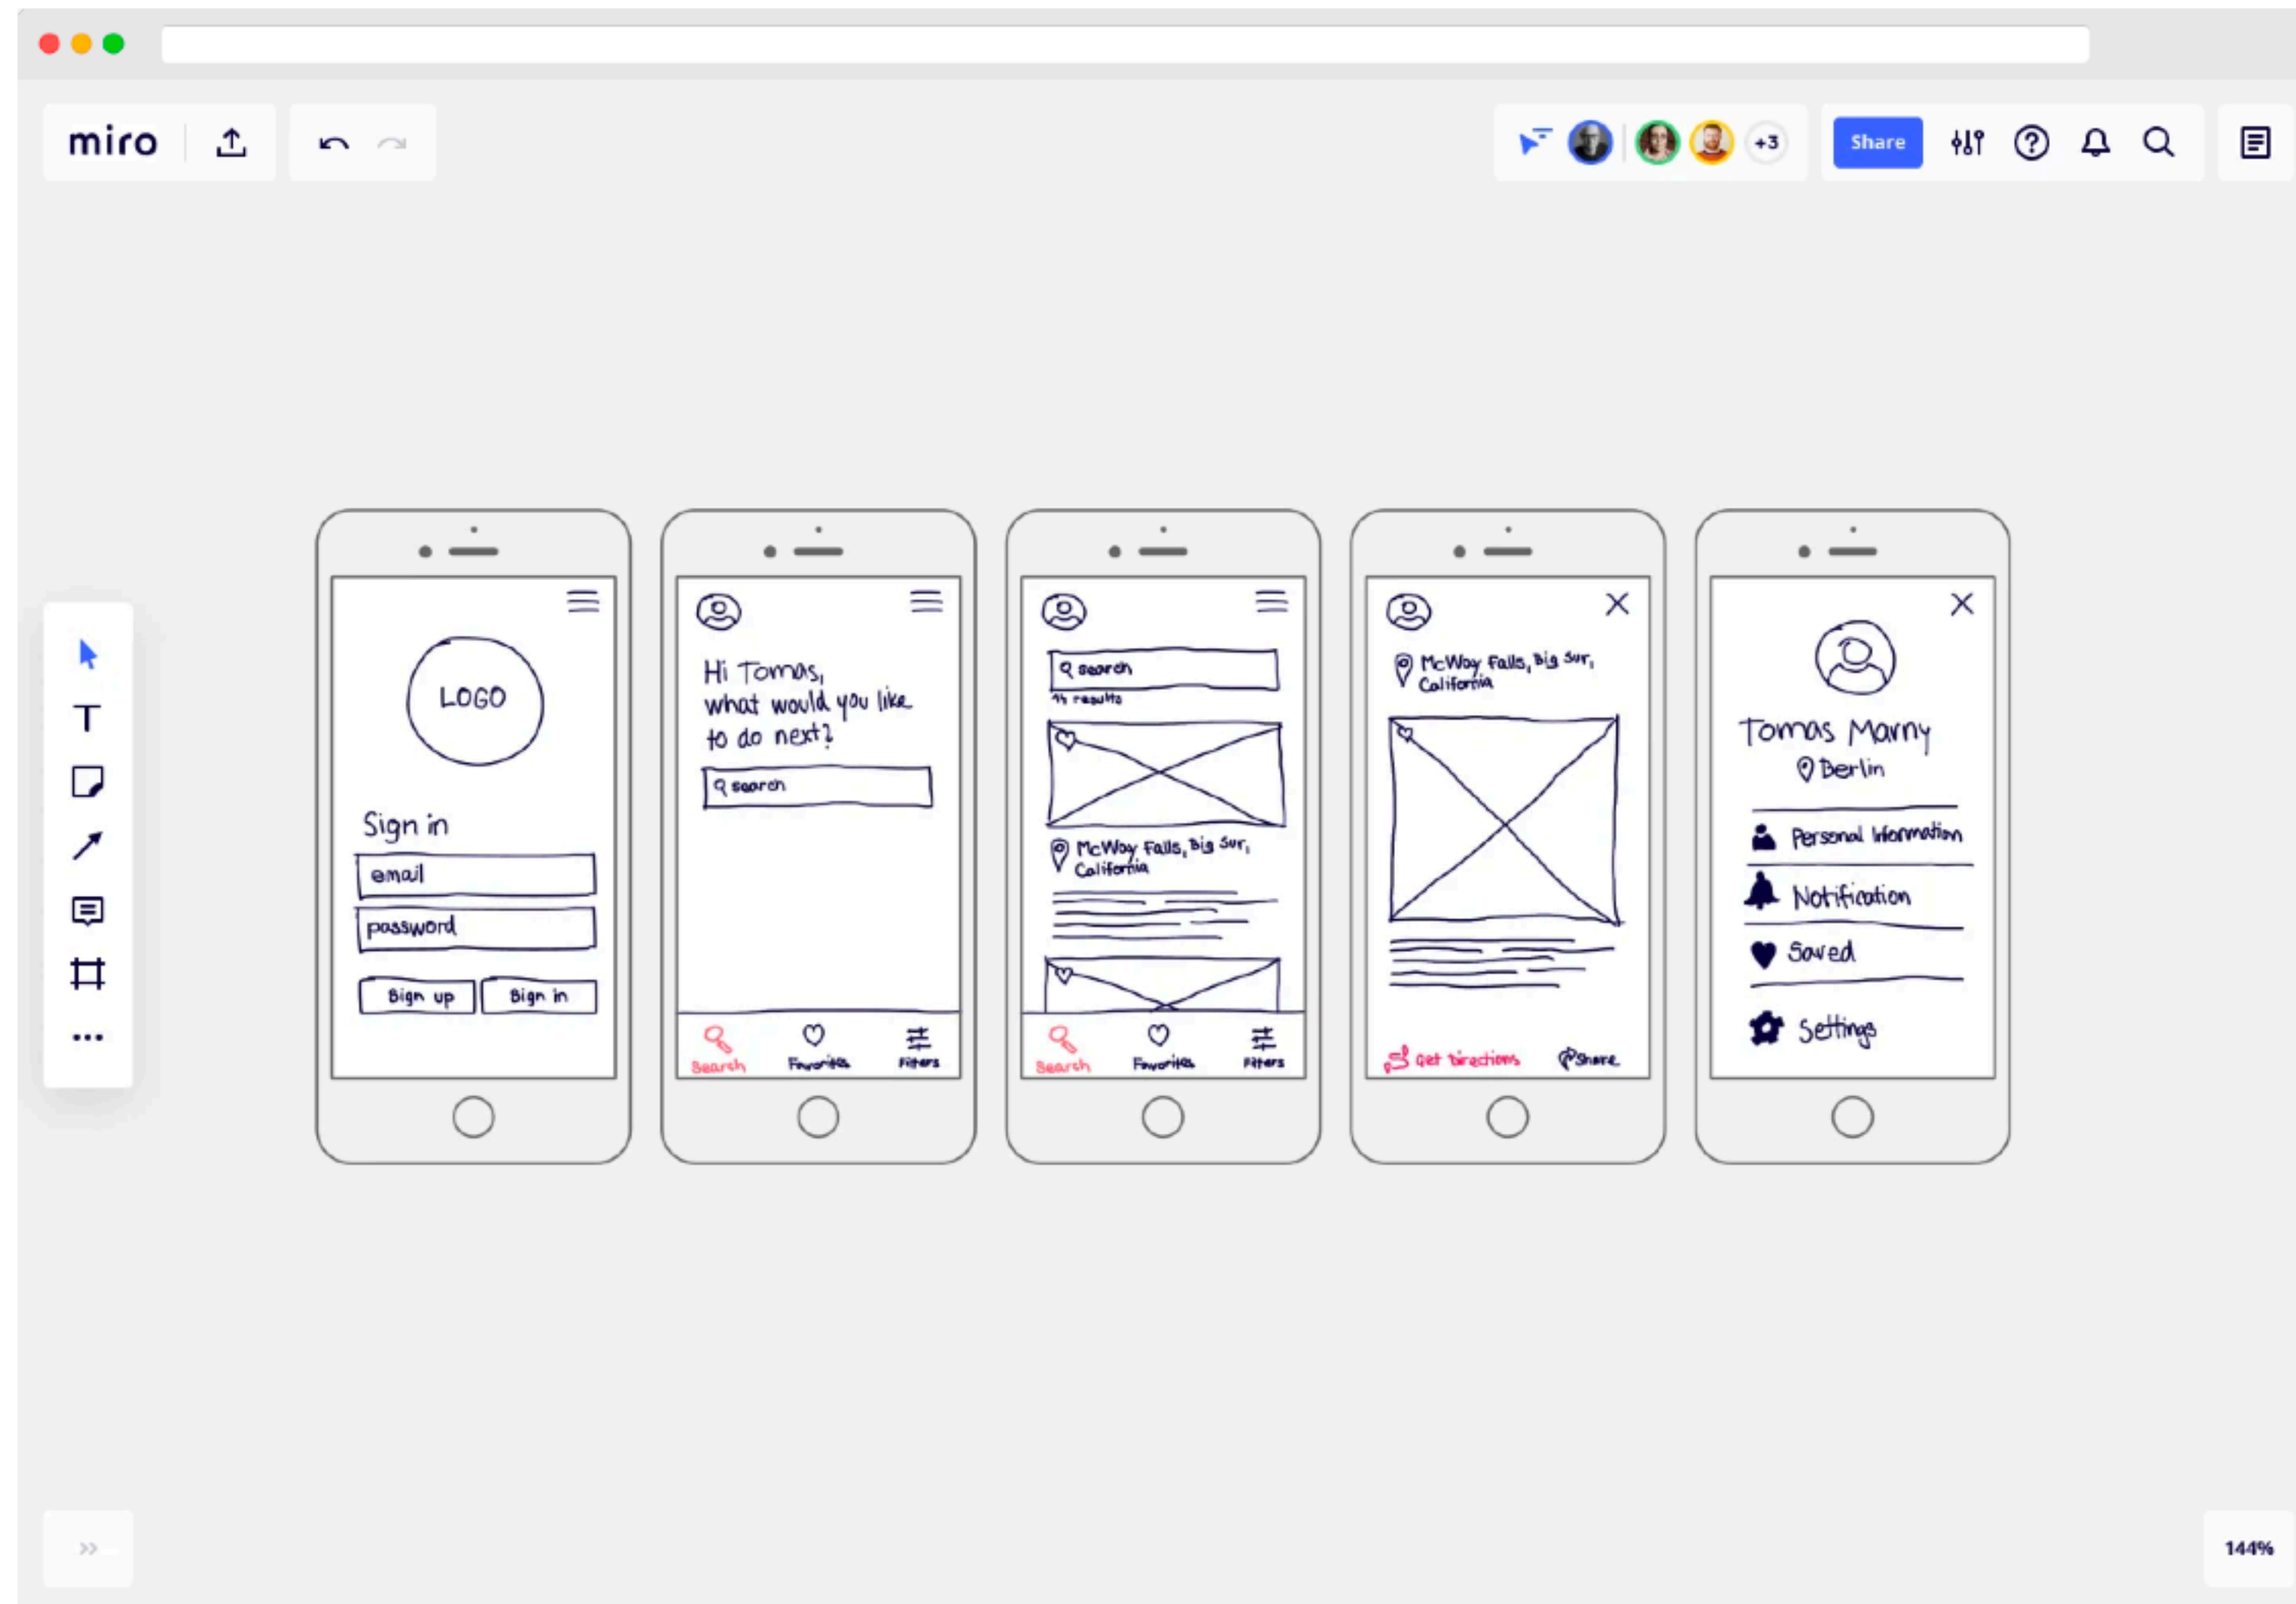 miro
+3
Share
LOGO
Sign in
email
password
Sign up
Sign in
Hi Tomas,
what would you like
to do next?
search
Search
Favorites
Filters
search
14 results
McWay Falls, Big Sur,
California
Search
Favorites
Filters
McWay Falls, Big Sur,
California
Get Directions
Share
Tomas Marny
Berlin
Personal Information
Notification
Saved
Settings
144%